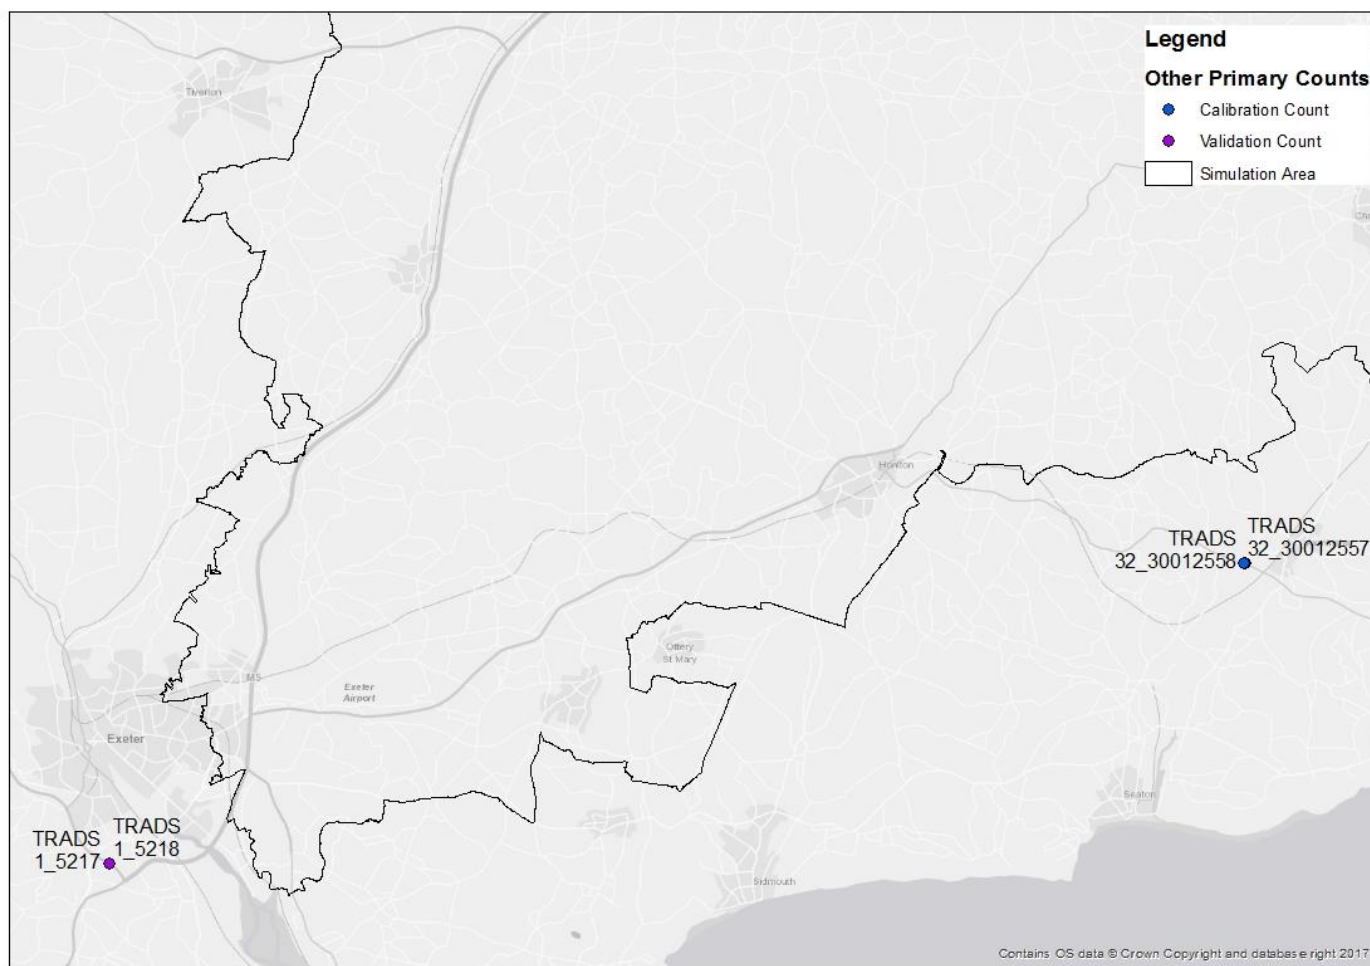 Legend
Other Primary Counts
Calibration Count
Validation Count
Simulation Area
Tiverton
Honiton
TRADS
32_30012558
TRADS
32_30012557
Ottery
St Mary
M5
Exeter
Airport
Exeter
Seaton
TRADS
1_5217
TRADS
1_5218
Sidmouth
Contains OS data © Crown Copyright and database right 2017